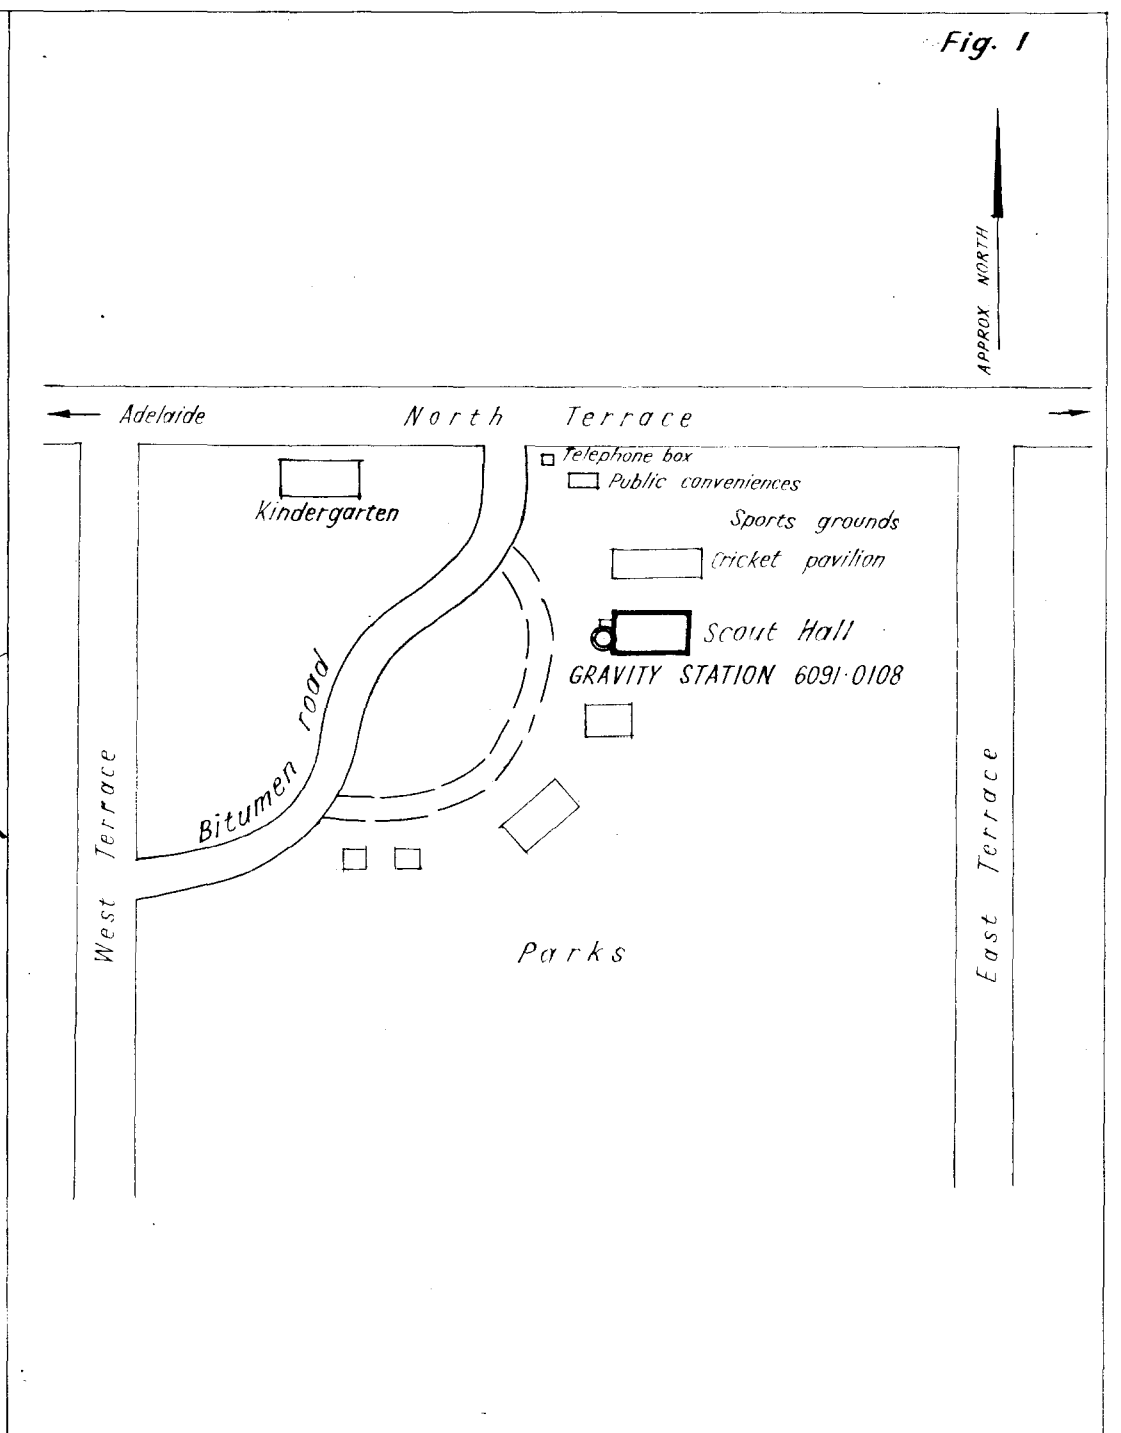 Fig. 1
APPROX. NORTH
Adelaide
North Terrace
Telephone box
Public conveniences
Kindergarten
Sports grounds
Cricket pavilion
Scout Hall
GRAVITY STATION 6091·0108
Bitumen road
West Terrace
East Terrace
Parks